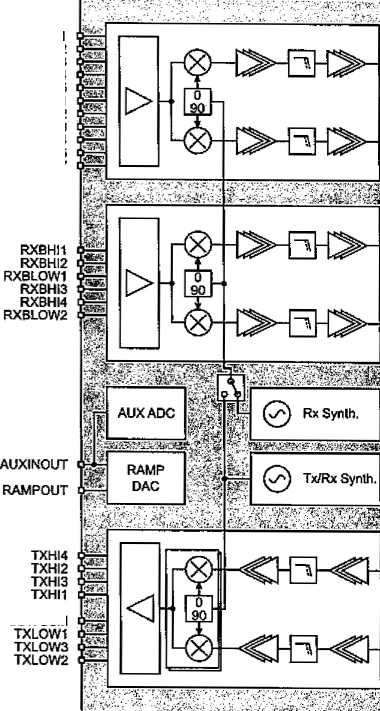 0
90
RXBHI1
RXBHI2
RXBLOW1
RXBHI3
RXBHI4
RXBLOW2
0
90
AUX ADC
Rx Synth.
AUXINOUT
RAMPOUT
RAMP
DAC
Tx/Rx Synth.
TXHI4
TXHI2
TXHI3
TXHI1
0
90
TXLOW1
TXLOW3
TXLOW2